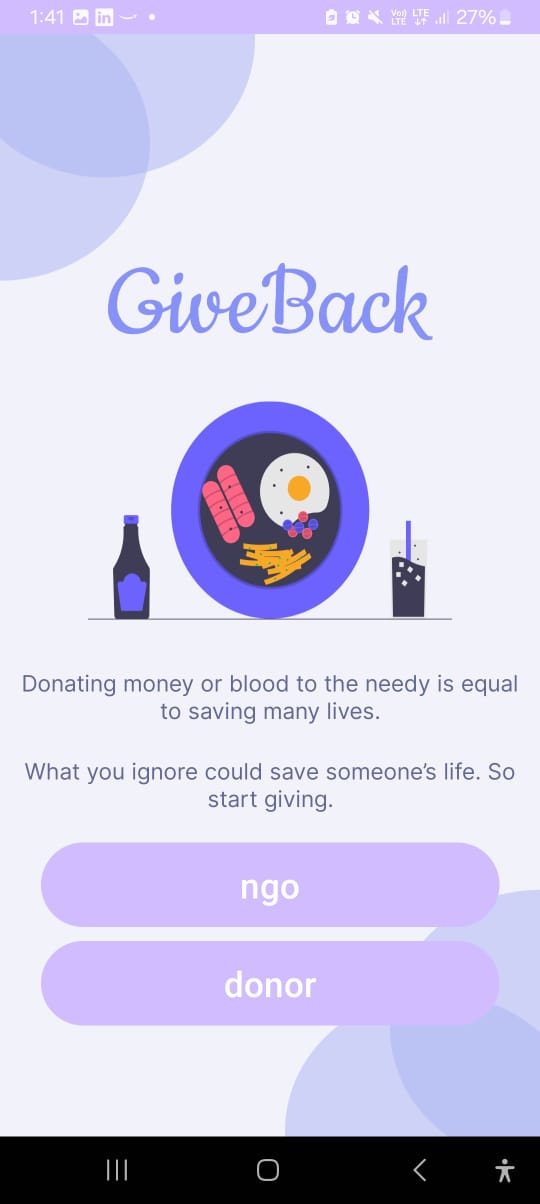 1:41
Vo))
LTE
LTE
27%
GiveBack
Donating money or blood to the needy is equal
to saving many lives.
What you ignore could save someone's life. So
start giving.
ngo
donor